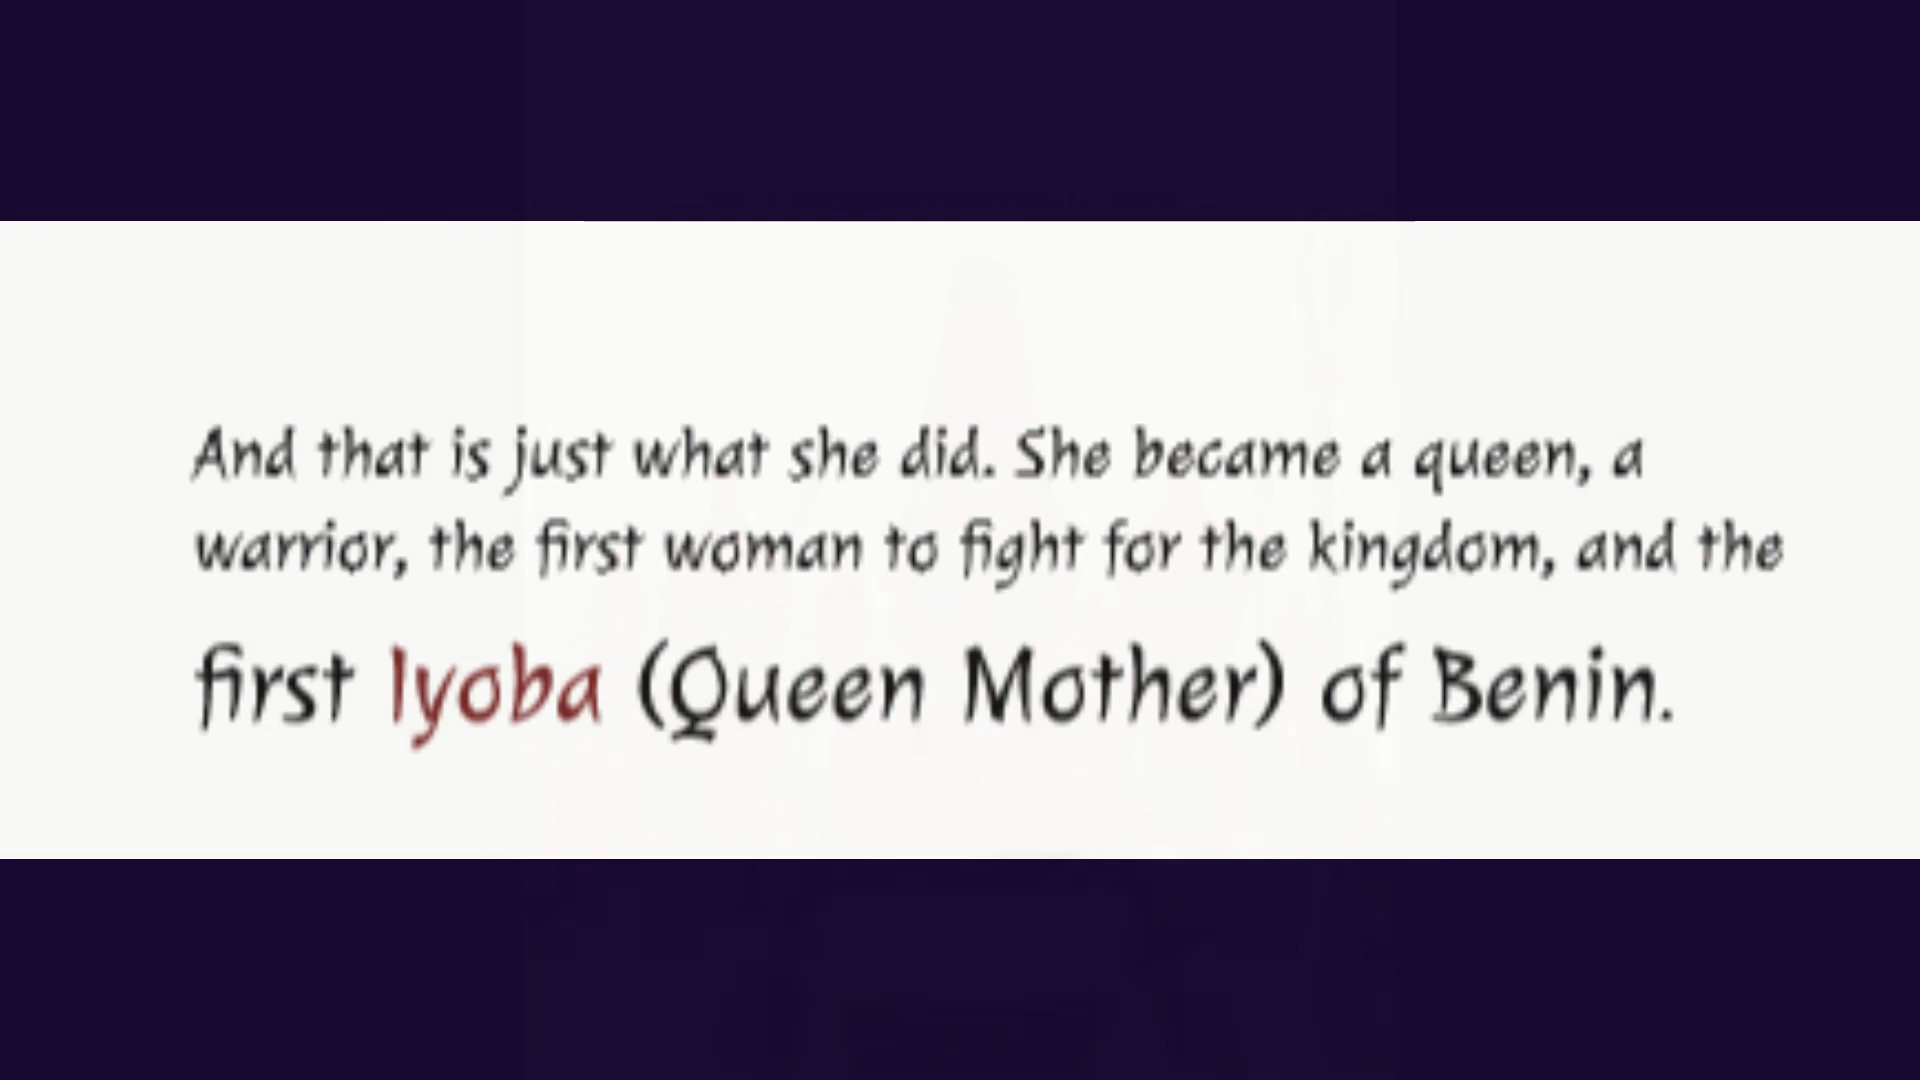 And that is just what she did. She became a queen, a
warrior, the first woman to fight for the kingdom, and the
first Iyoba (Queen Mother) of Benin.